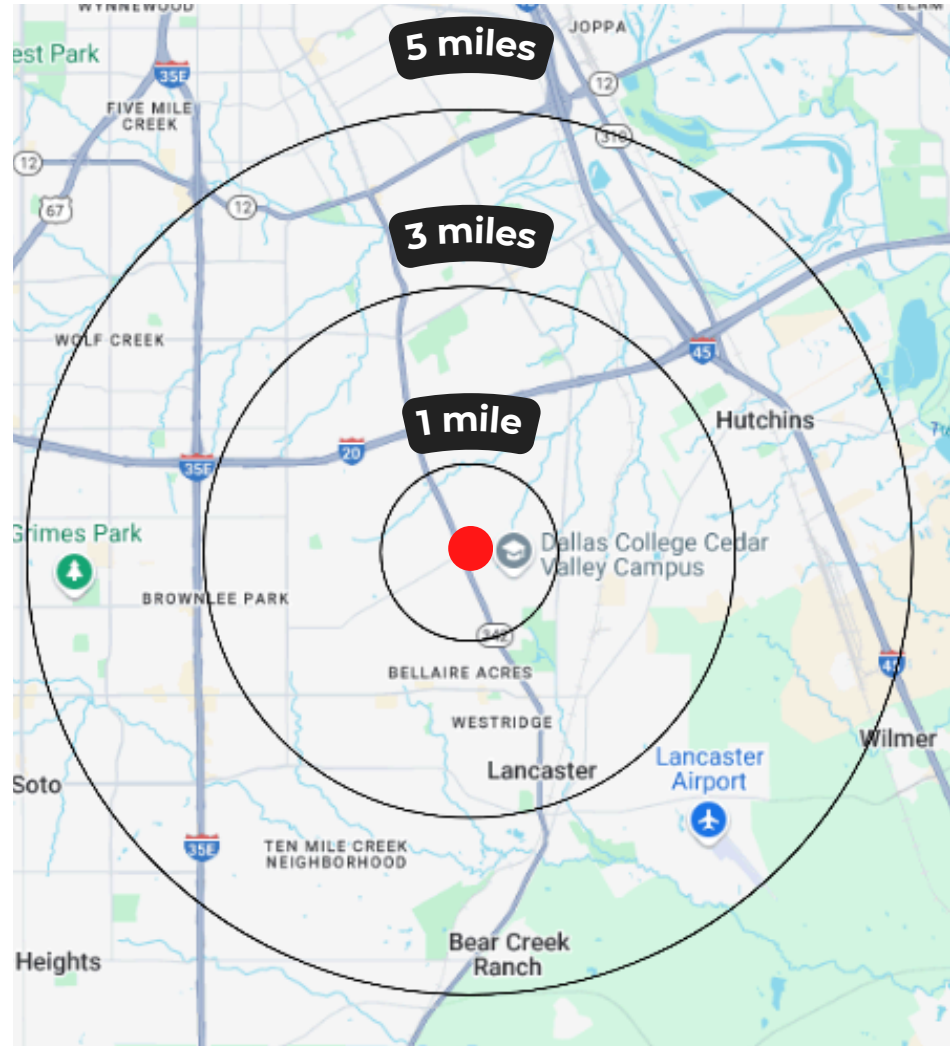 WYNNEWOOD
ELAM
5 miles
JOPPA
est Park
35E
12
FIVE MILE
CREEK
310
12
67
12
3 miles
WOLF CREEK
45
1 mile
Hutchins
20
35E
Grimes Park
Dallas College Cedar
Valley Campus
BROWNLEE PARK
342
BELLAIRE ACRES
45
WESTRIDGE
Wilmer
Lancaster
Lancaster
Airport
Soto
35E
TEN MILE CREEK
NEIGHBORHOOD
Bear Creek
Ranch
Heights